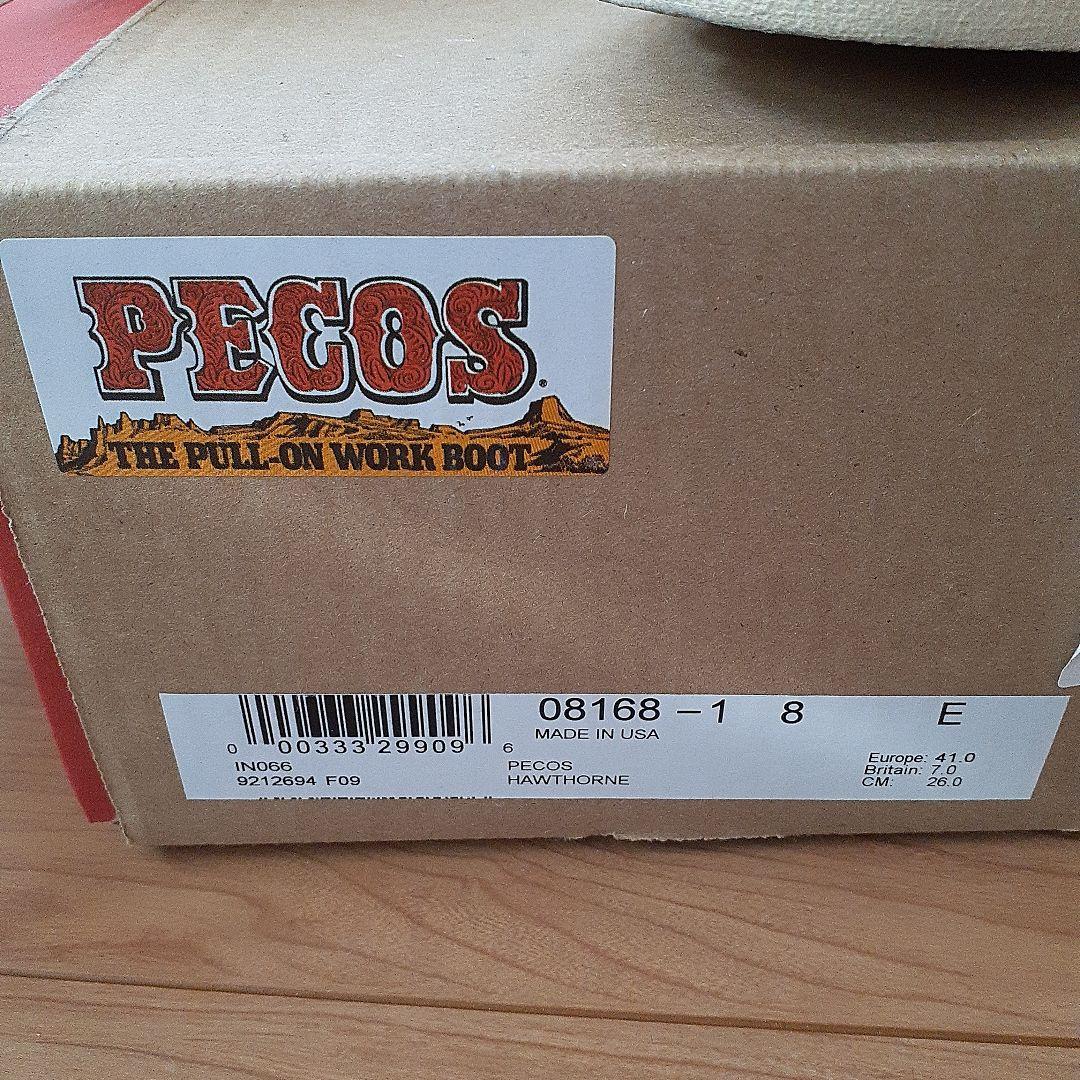 PECOS®
THE PULL-ON WORK BOOT
0 00333 29909 6
IN066
9212694 F09
08168 -1 8 E
MADE IN USA
PECOS
HAWTHORNE
Europe: 41.0
Britain: 7.0
CM: 26.0